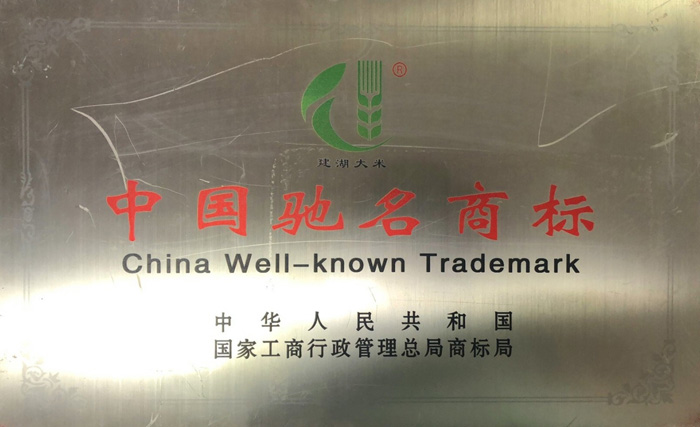 ®
建湖大米
中国驰名商标
China Well-known Trademark
中华人民共和国
国家工商行政管理总局商标局